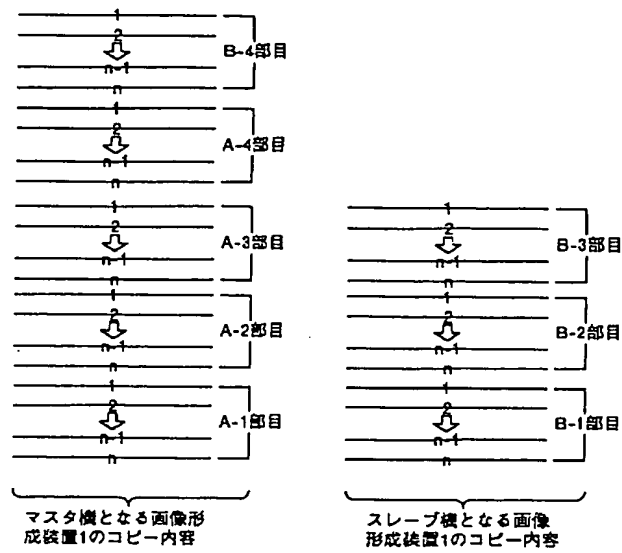 1
2
n-1
n
B-4部目
1
2
n-1
n
A-4部目
1
2
n-1
n
A-3部目
1
2
n-1
n
A-2部目
1
2
n-1
n
A-1部目
マスタ機となる画像形
成装置1のコピー内容
1
2
n-1
n
B-3部目
1
2
n-1
n
B-2部目
1
2
n-1
n
B-1部目
スレーブ機となる画像
形成装置1のコピー内容